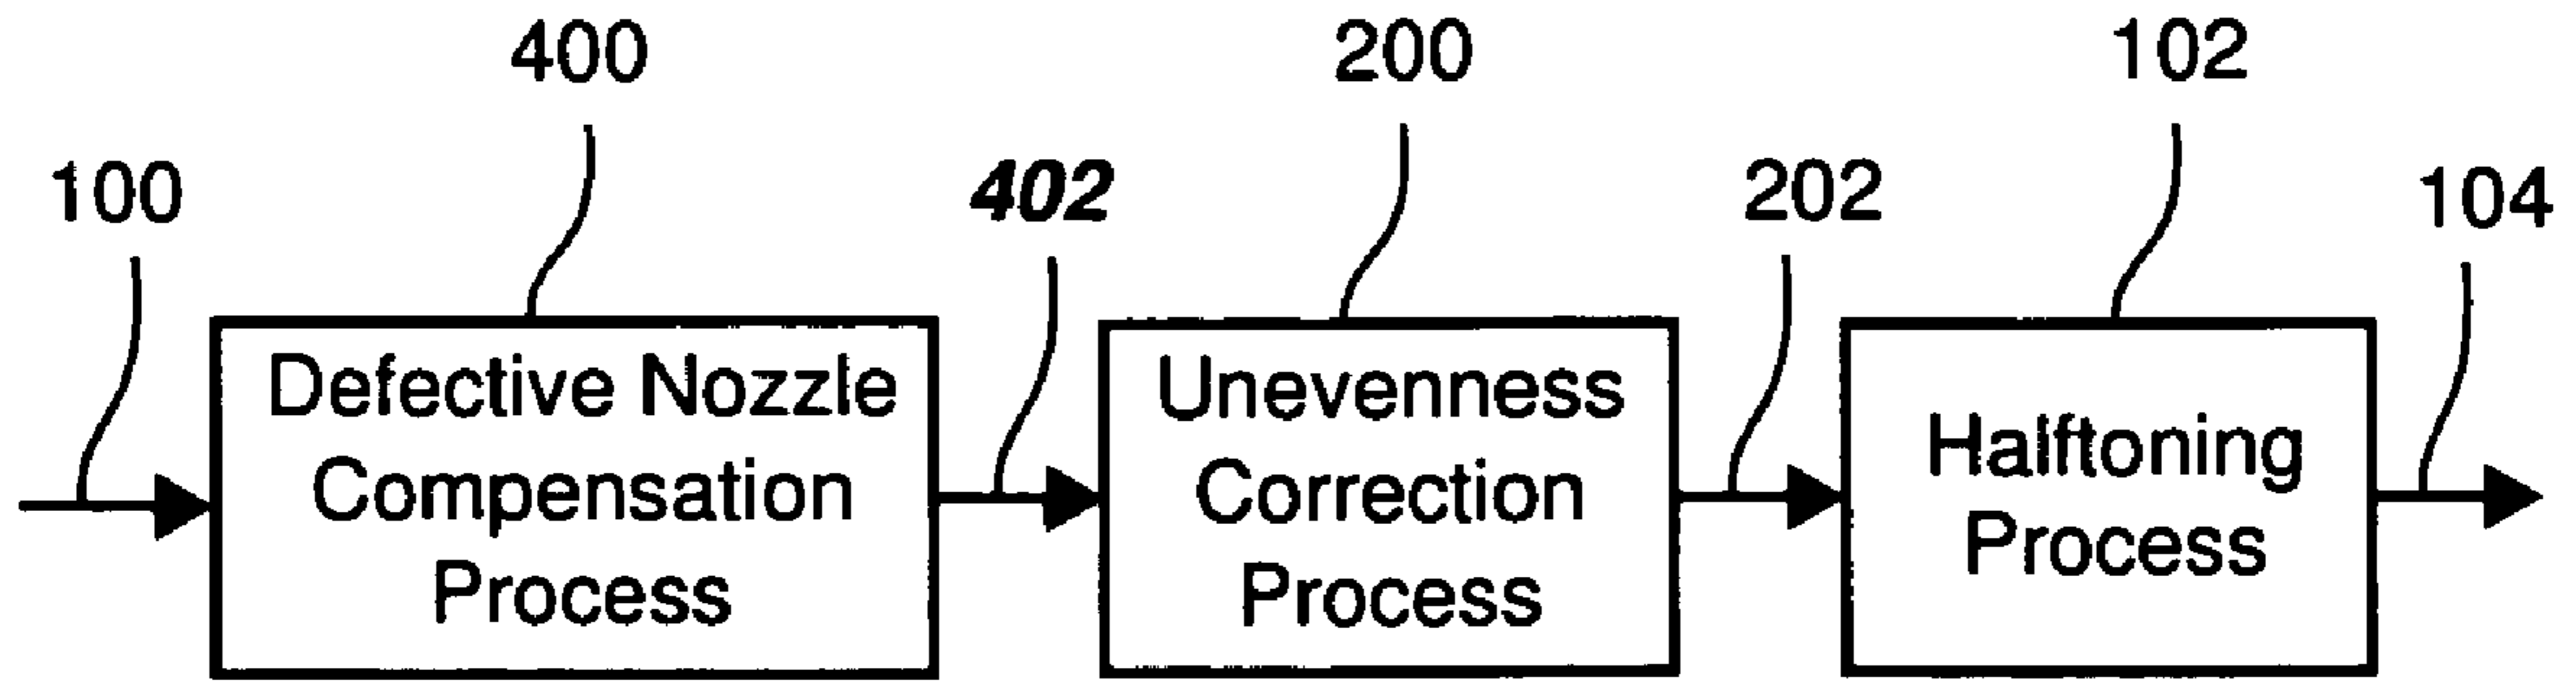 400
200
102
100
402
202
104
Defective Nozzle
Compensation
Process
Unevenness
Correction
Process
Halftoning
Process